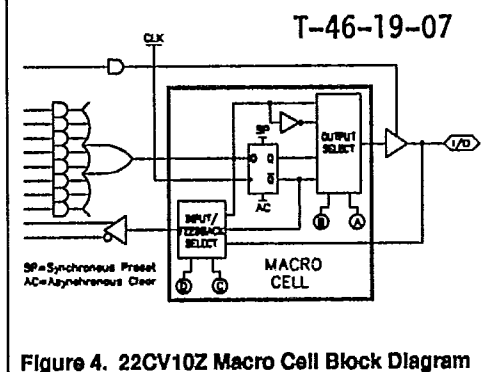 T-46-19-07
CLK
SP
D Q
Q
AC
OUTPUT
SELECT
I/O
B A
INPUT/
FEEDBACK
SELECT
D C
MACRO
CELL
SP=Synchronous Preset
AC=Asynchronous Clear
Figure 4. 22CV10Z Macro Cell Block Diagram